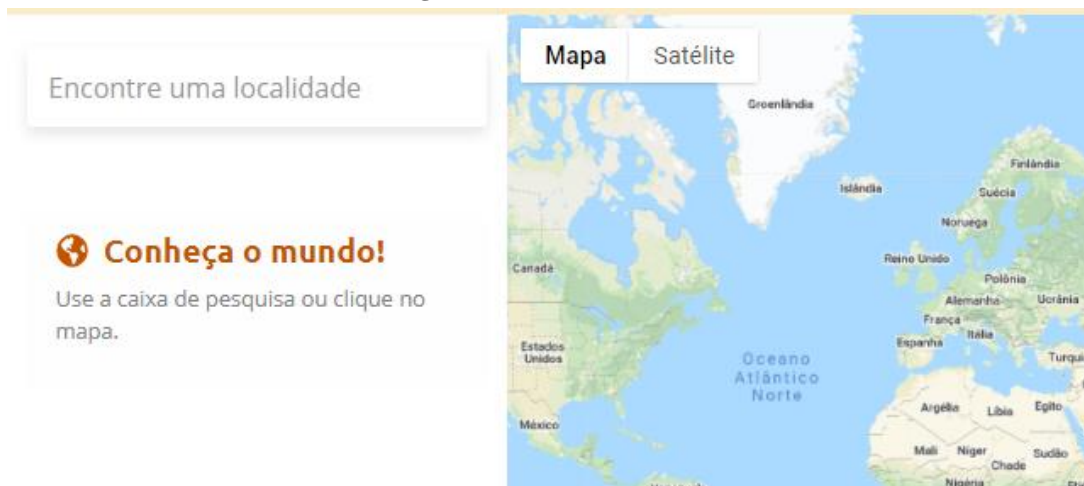 Encontre uma localidade
Conheça o mundo!
Use a caixa de pesquisa ou clique no
mapa.
Mapa Satélite
Groenlândia
Finlândia
Islândia
Suécia
Noruega
Canadá
Reino Unido
Polônia
Alemanha
Ucrânia
França
Itália
Espanha
Estados
Unidos
Oceano
Atlântico
Norte
Turqu
México
Argélia
Líbia
Egito
Mali
Níger
Sudão
Chade
Nigéria